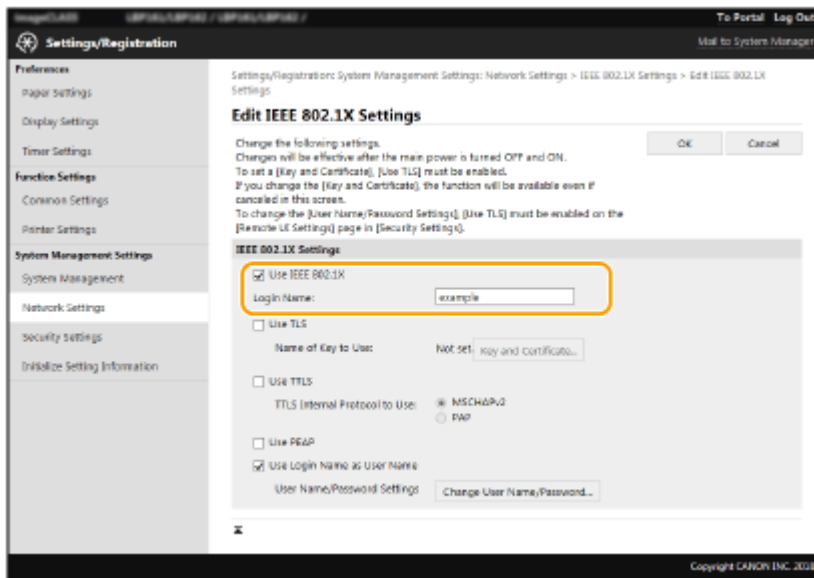 To Portal Log Out
Settings/Registration
Mail to System Manager
Preferences
Paper Settings
Display Settings
Timer Settings
Function Settings
Common Settings
Printer Settings
System Management Settings
System Management
Network Settings
Security Settings
Initialize Setting Information
Settings/Registration: System Management Settings: Network Settings > IEEE 802.1X Settings > Edit IEEE 802.1X
Settings
Edit IEEE 802.1X Settings
OK Cancel
Change the following settings.
Changes will be effective after the main power is turned OFF and ON.
To set a [Key and Certificate], [Use TLS] must be enabled.
If you change the [Key and Certificate], the function will be available even if
canceled in this screen.
To change the [User Name/Password Settings], [Use TLS] must be enabled on the
[Remote UI Settings] page in [Security Settings].
IEEE 802.1X Settings
Use IEEE 802.1X
Login Name: example
Use TLS
Name of Key to Use: Not set. Key and Certificate...
Use TTLS
TTLS Internal Protocol to Use: MSCHAPv2
PAP
Use PEAP
Use Login Name as User Name
User Name/Password Settings Change User Name/Password...
Copyright CANON INC. 2018